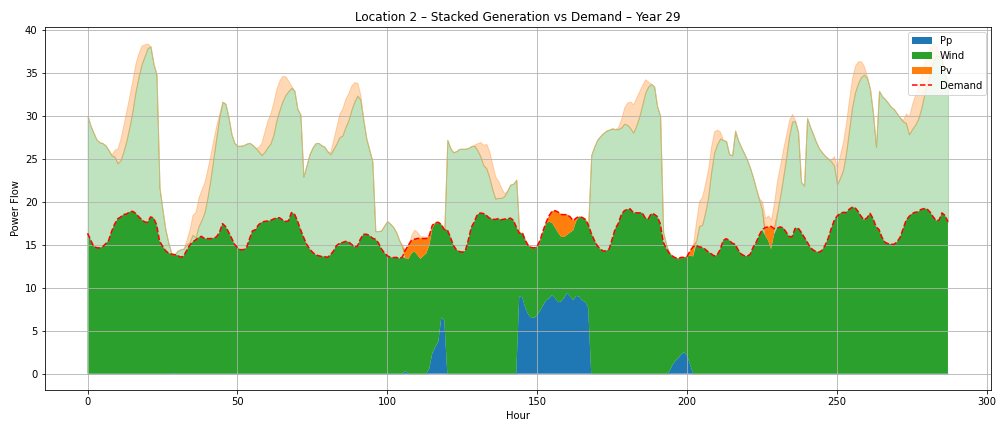 Location 2 – Stacked Generation vs Demand – Year 29
Power Flow
40
35
30
25
20
15
10
5
0
0 50 100 150 200 250 300
Hour
Pp
Wind
Pv
Demand